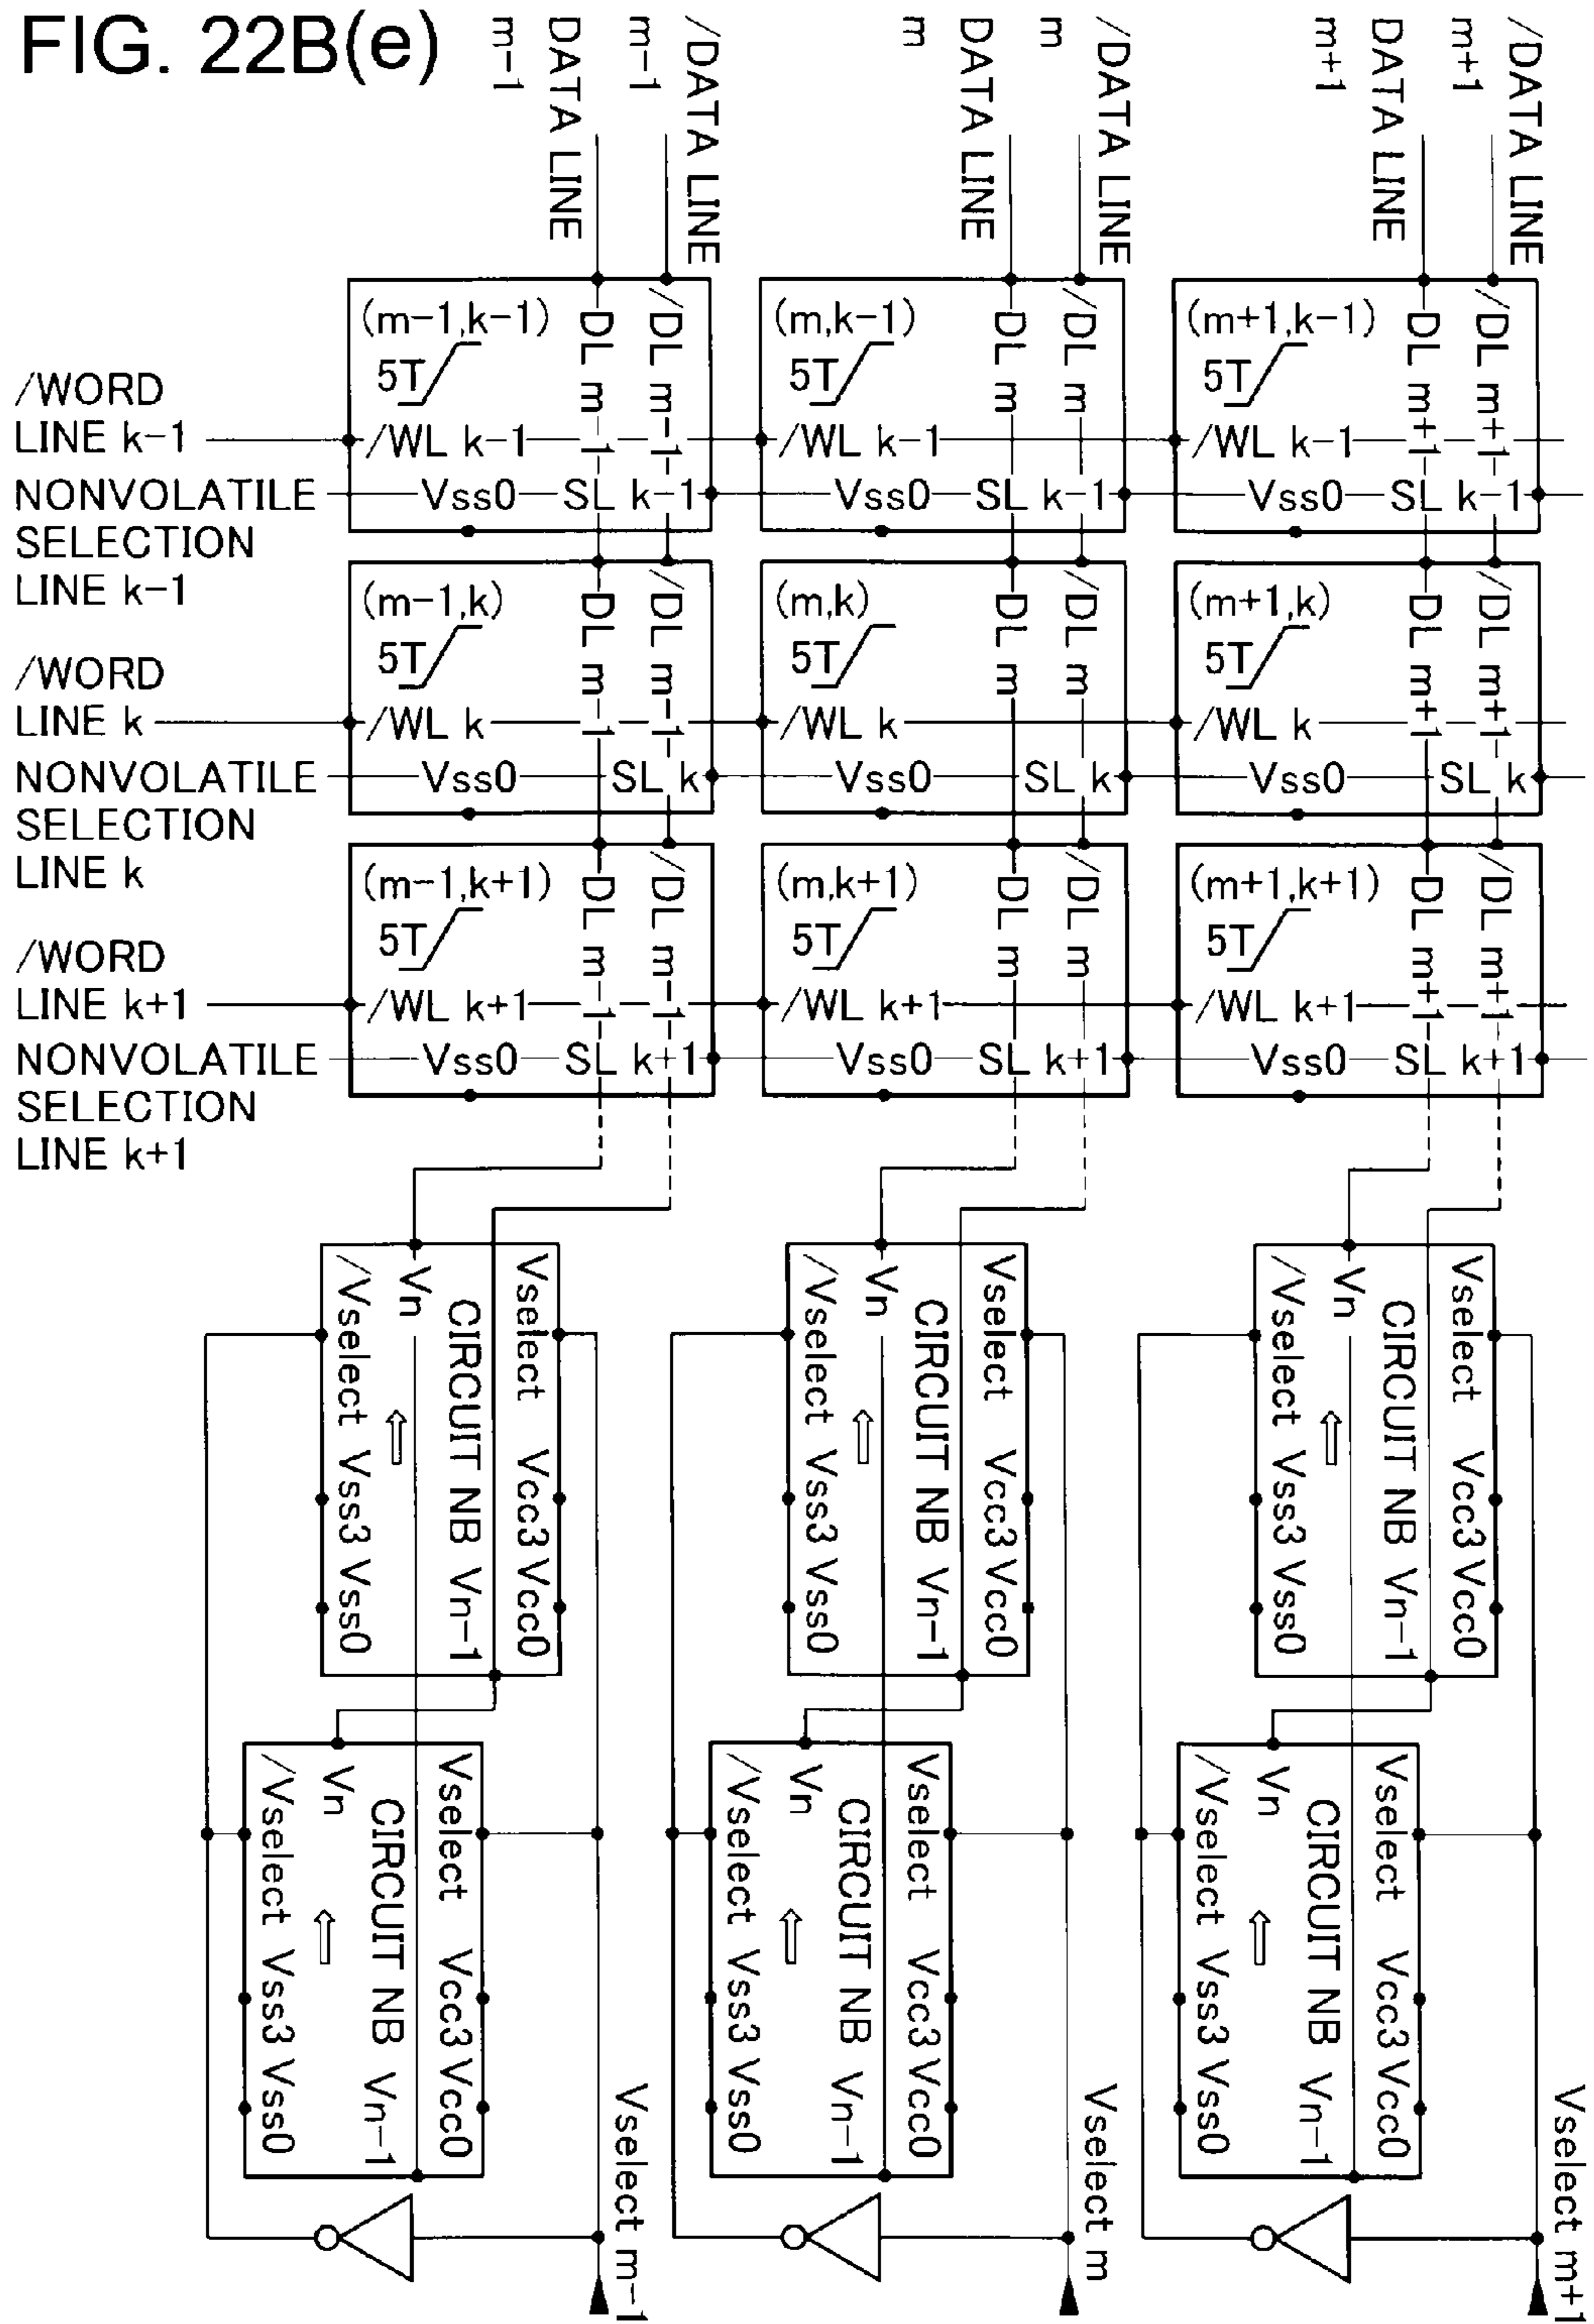 FIG. 22B(e)
DATA LINE
m-1
/DATA LINE
m-1
DATA LINE
m
/DATA LINE
m
DATA LINE
m+1
/DATA LINE
m+1
/WORD
LINE k-1
NONVOLATILE
SELECTION
LINE k-1
(m-1,k-1)
5T
DL m-1
/DL m-1
/WL k-1
Vss0
SL k-1
(m,k-1)
5T
DL m
/DL m
/WL k-1
Vss0
SL k-1
(m+1,k-1)
5T
DL m+1
/DL m+1
/WL k-1
Vss0
SL k-1
/WORD
LINE k
NONVOLATILE
SELECTION
LINE k
(m-1,k)
5T
DL m-1
/DL m-1
/WL k
Vss0
SL k
(m,k)
5T
DL m
/DL m
/WL k
Vss0
SL k
(m+1,k)
5T
DL m+1
/DL m+1
/WL k
Vss0
SL k
/WORD
LINE k+1
NONVOLATILE
SELECTION
LINE k+1
(m-1,k+1)
5T
DL m-1
/DL m-1
/WL k+1
Vss0
SL k+1
(m,k+1)
5T
DL m
/DL m
/WL k+1
Vss0
SL k+1
(m+1,k+1)
5T
DL m+1
/DL m+1
/WL k+1
Vss0
SL k+1
Vselect Vcc3 Vcc0
CIRCUIT NB Vn-1
Vn
/Vselect Vss3 Vss0
Vselect Vcc3 Vcc0
CIRCUIT NB Vn-1
Vn
/Vselect Vss3 Vss0
Vselect Vcc3 Vcc0
CIRCUIT NB Vn-1
Vn
/Vselect Vss3 Vss0
Vselect Vcc3 Vcc0
CIRCUIT NB Vn-1
Vn
/Vselect Vss3 Vss0
Vselect Vcc3 Vcc0
CIRCUIT NB Vn-1
Vn
/Vselect Vss3 Vss0
Vselect Vcc3 Vcc0
CIRCUIT NB Vn-1
Vn
/Vselect Vss3 Vss0
Vselect m-1
Vselect m
Vselect m+1